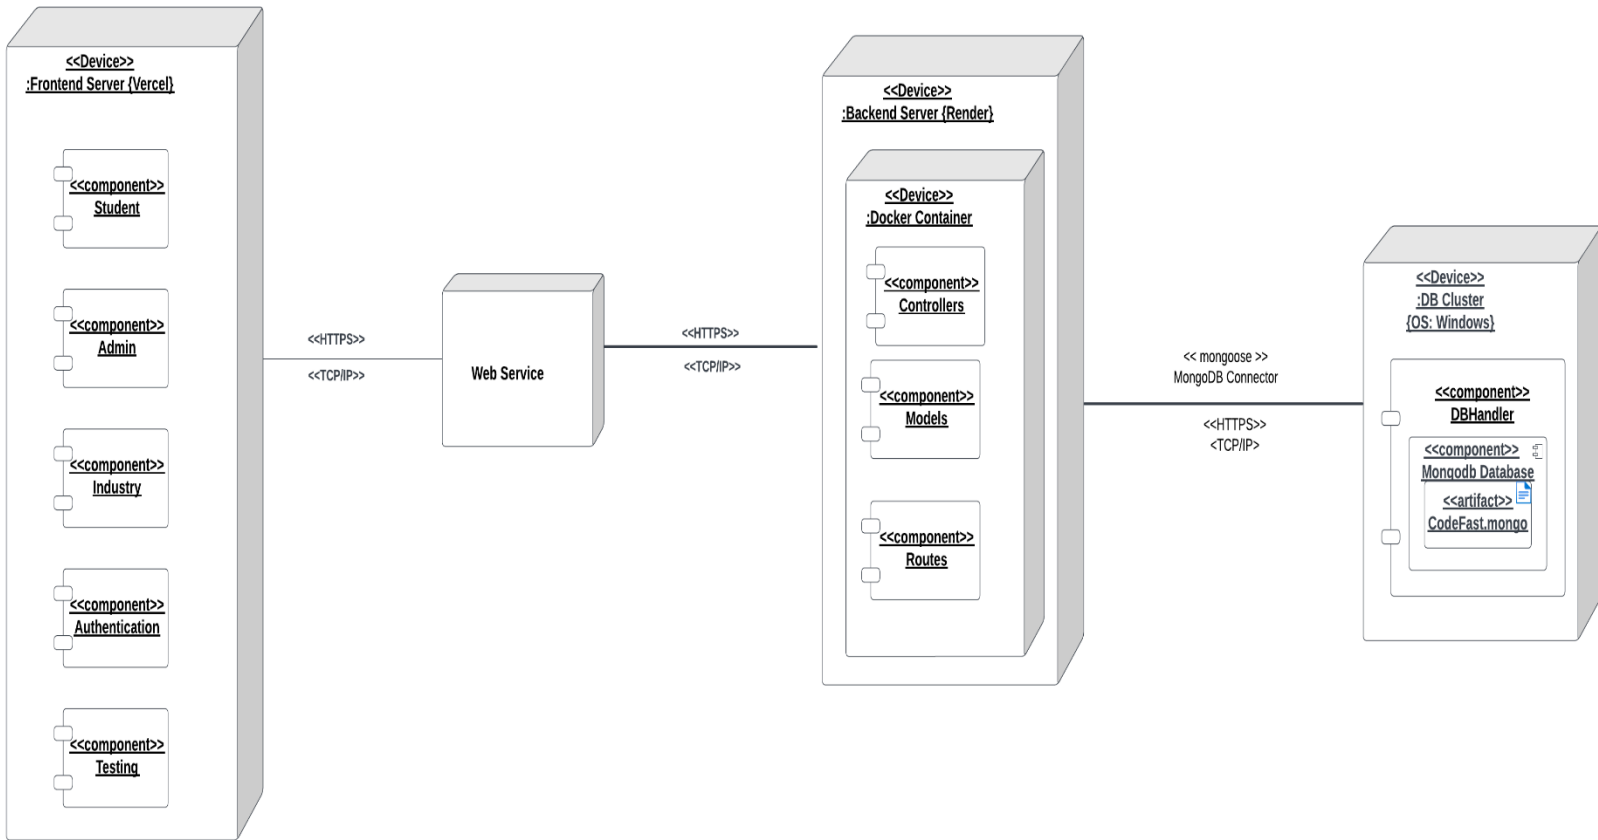 <<Device>>
:Frontend Server {Vercel}
<<component>>
Student
<<component>>
Admin
<<component>>
Industry
<<component>>
Authentication
<<component>>
Testing
<<HTTPS>>
<<TCP/IP>>
Web Service
<<HTTPS>>
<<TCP/IP>>
<<Device>>
:Backend Server {Render}
<<Device>>
:Docker Container
<<component>>
Controllers
<<component>>
Models
<<component>>
Routes
<< mongoose >>
MongoDB Connector
<<HTTPS>>
<TCP/IP>
<<Device>>
:DB Cluster
{OS: Windows}
<<component>>
DBHandler
<<component>>
Mongodb Database
<<artifact>>
CodeFast.mongo